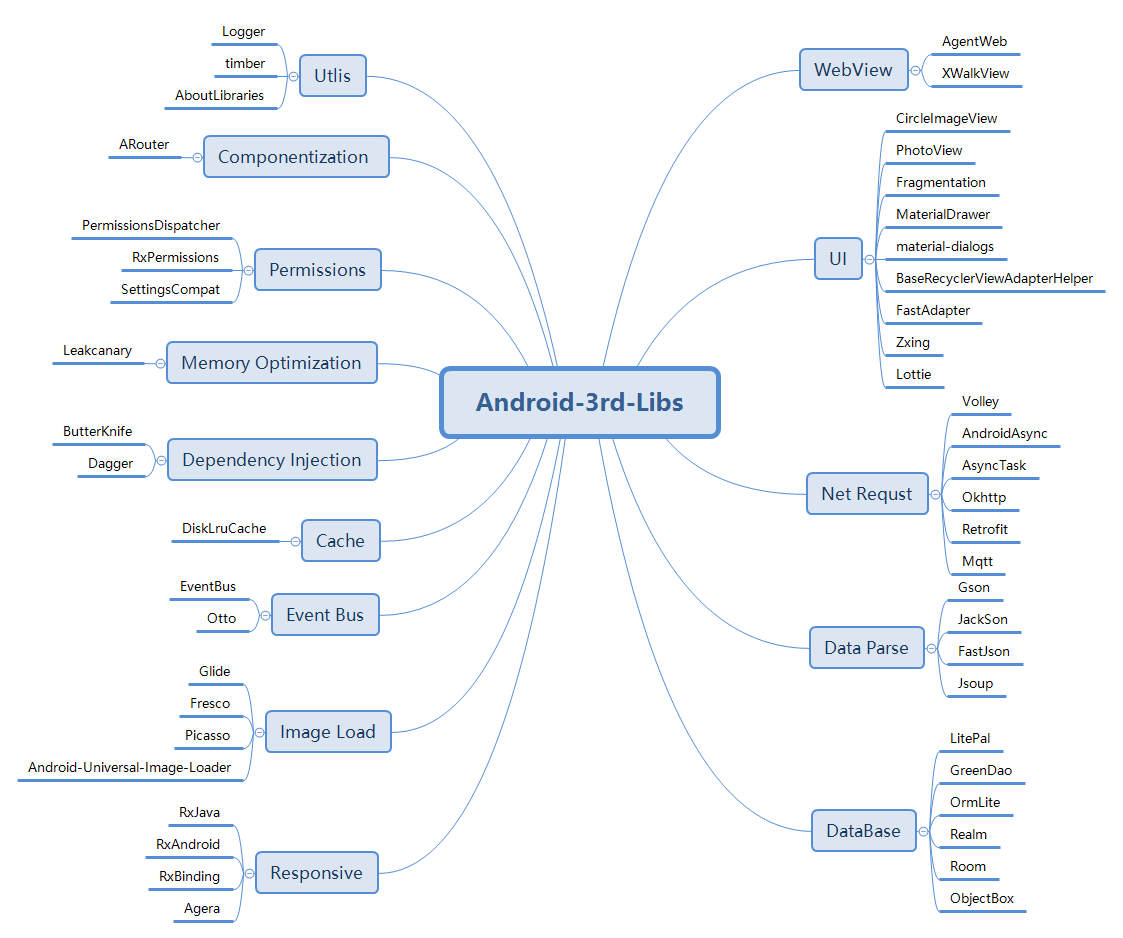 Android-3rd-Libs
Utlis
Logger
timber
AboutLibraries
Componentization
ARouter
Permissions
PermissionsDispatcher
RxPermissions
SettingsCompat
Memory Optimization
Leakcanary
Dependency Injection
ButterKnife
Dagger
Cache
DiskLruCache
Event Bus
EventBus
Otto
Image Load
Glide
Fresco
Picasso
Android-Universal-Image-Loader
Responsive
RxJava
RxAndroid
RxBinding
Agera
WebView
AgentWeb
XWalkView
UI
CircleImageView
PhotoView
Fragmentation
MaterialDrawer
material-dialogs
BaseRecyclerViewAdapterHelper
FastAdapter
Zxing
Lottie
Net Requst
Volley
AndroidAsync
AsyncTask
Okhttp
Retrofit
Mqtt
Data Parse
Gson
JackSon
FastJson
Jsoup
DataBase
LitePal
GreenDao
OrmLite
Realm
Room
ObjectBox